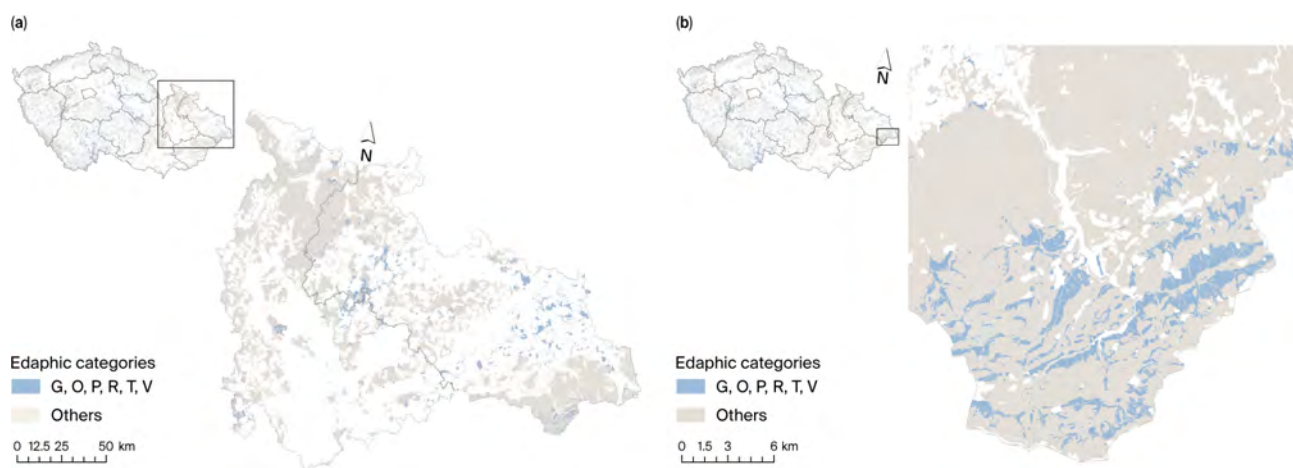 (a)
N
Edaphic categories
G, O, P, R, T, V
Others
0 12.5 25 50 km
(b)
N
Edaphic categories
G, O, P, R, T, V
Others
0 1.5 3 6 km